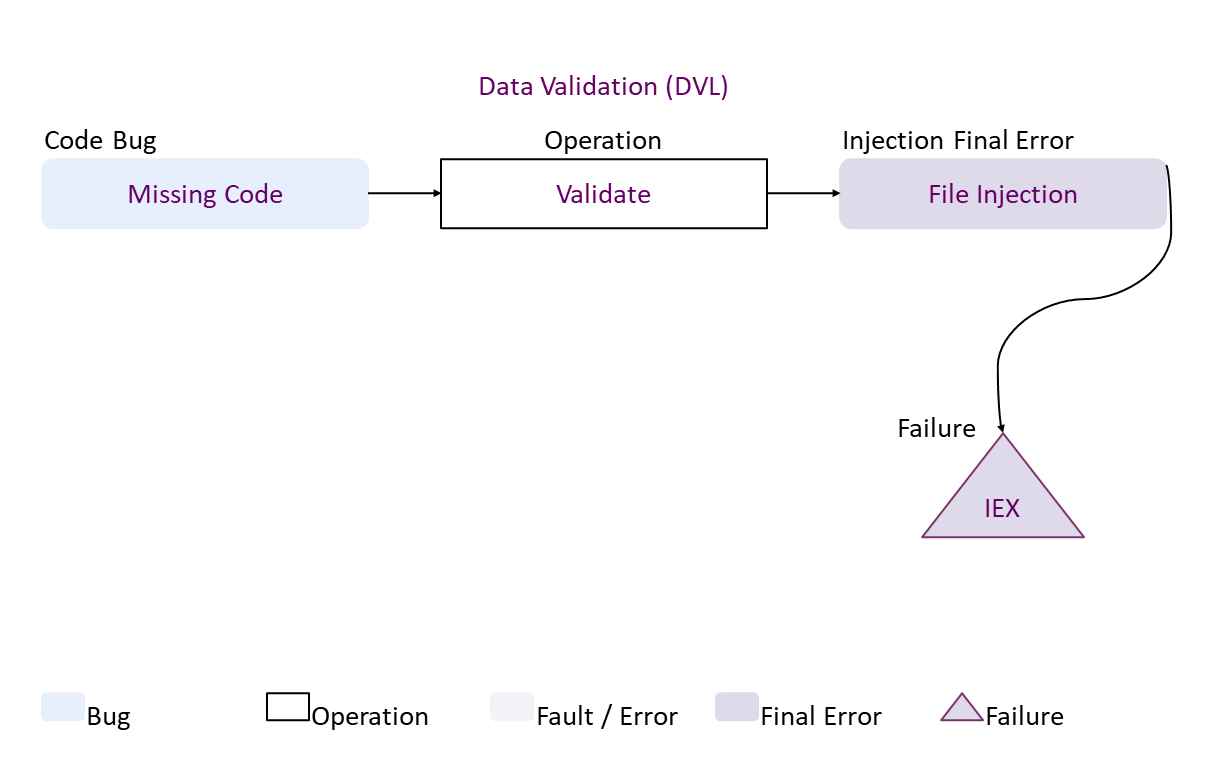 Data Validation (DVL)
Code Bug
Operation
Injection Final Error
Missing Code
Validate
File Injection
Failure
IEX
Bug
Operation
Fault / Error
Final Error
Failure